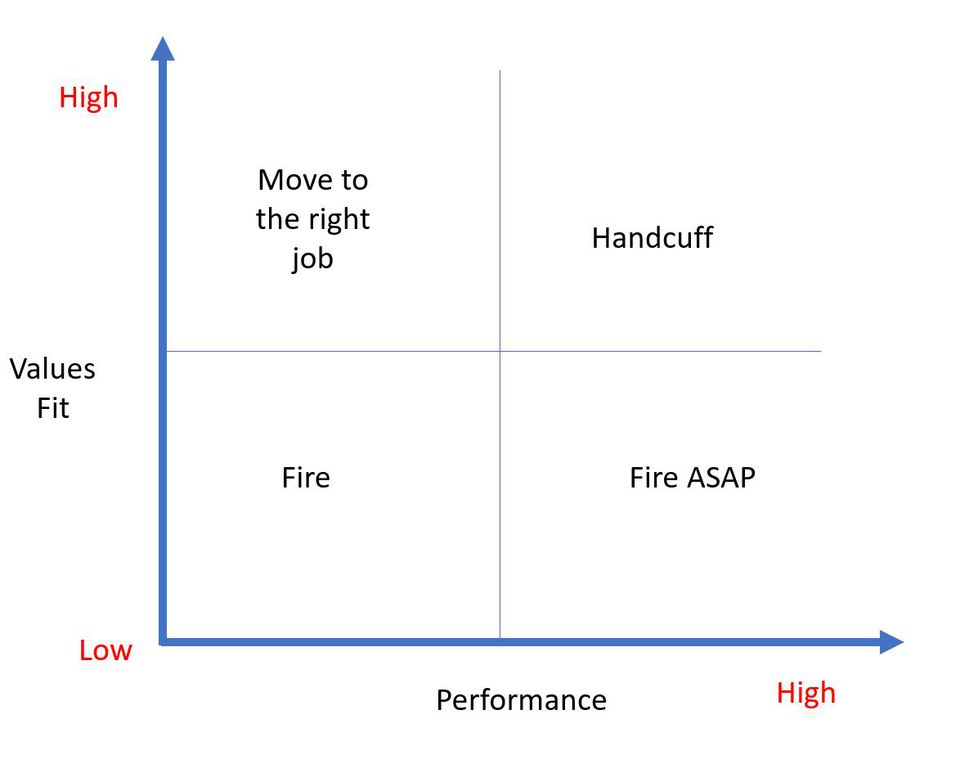 High
Move to
the right
job
Handcuff
Values
Fit
Fire
Fire ASAP
Low
Performance
High